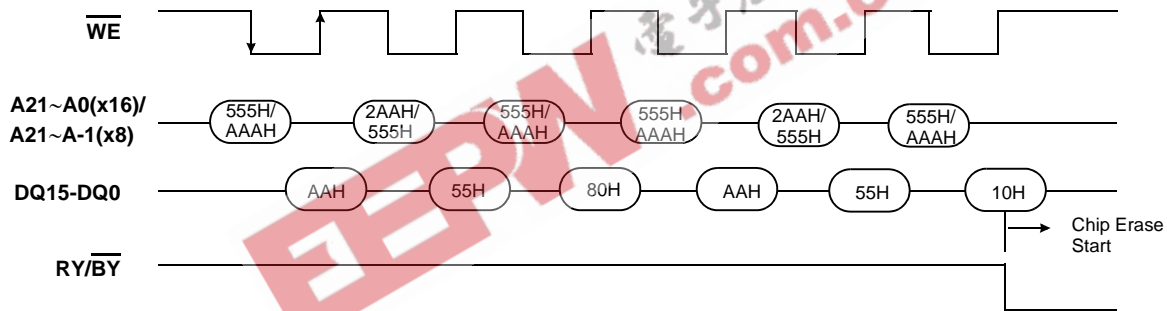 WE
A21~A0(x16)/
A21~A-1(x8)
555H/
AAAH
2AAH/
555H
555H/
AAAH
555H
AAAH
2AAH/
555H
555H/
AAAH
DQ15-DQ0
AAH
55H
80H
AAH
55H
10H
Chip Erase
Start
RY/BY
EEPW
.com.c